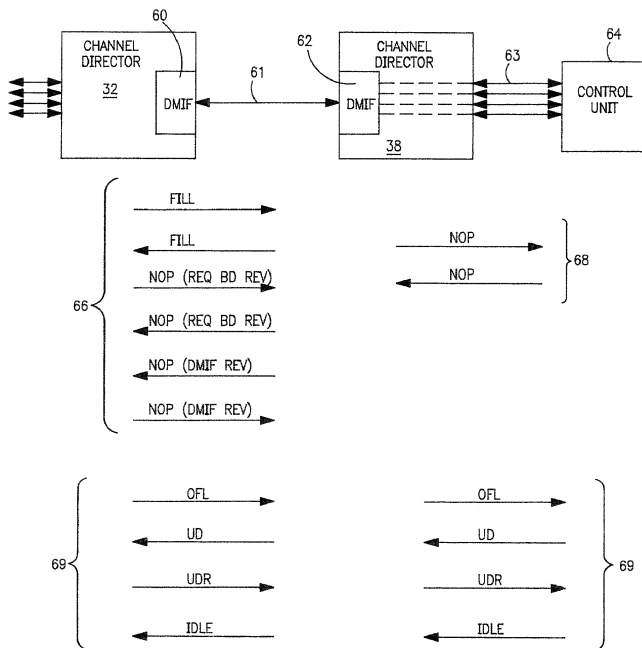 60
62
64
CHANNEL
DIRECTOR
32
DMIF
61
CHANNEL
DIRECTOR
DMIF
38
63
CONTROL
UNIT
66
FILL
FILL
NOP (REQ BD REV)
NOP (REQ BD REV)
NOP (DMIF REV)
NOP (DMIF REV)
NOP
NOP
68
69
OFL
UD
UDR
IDLE
OFL
UD
UDR
IDLE
69